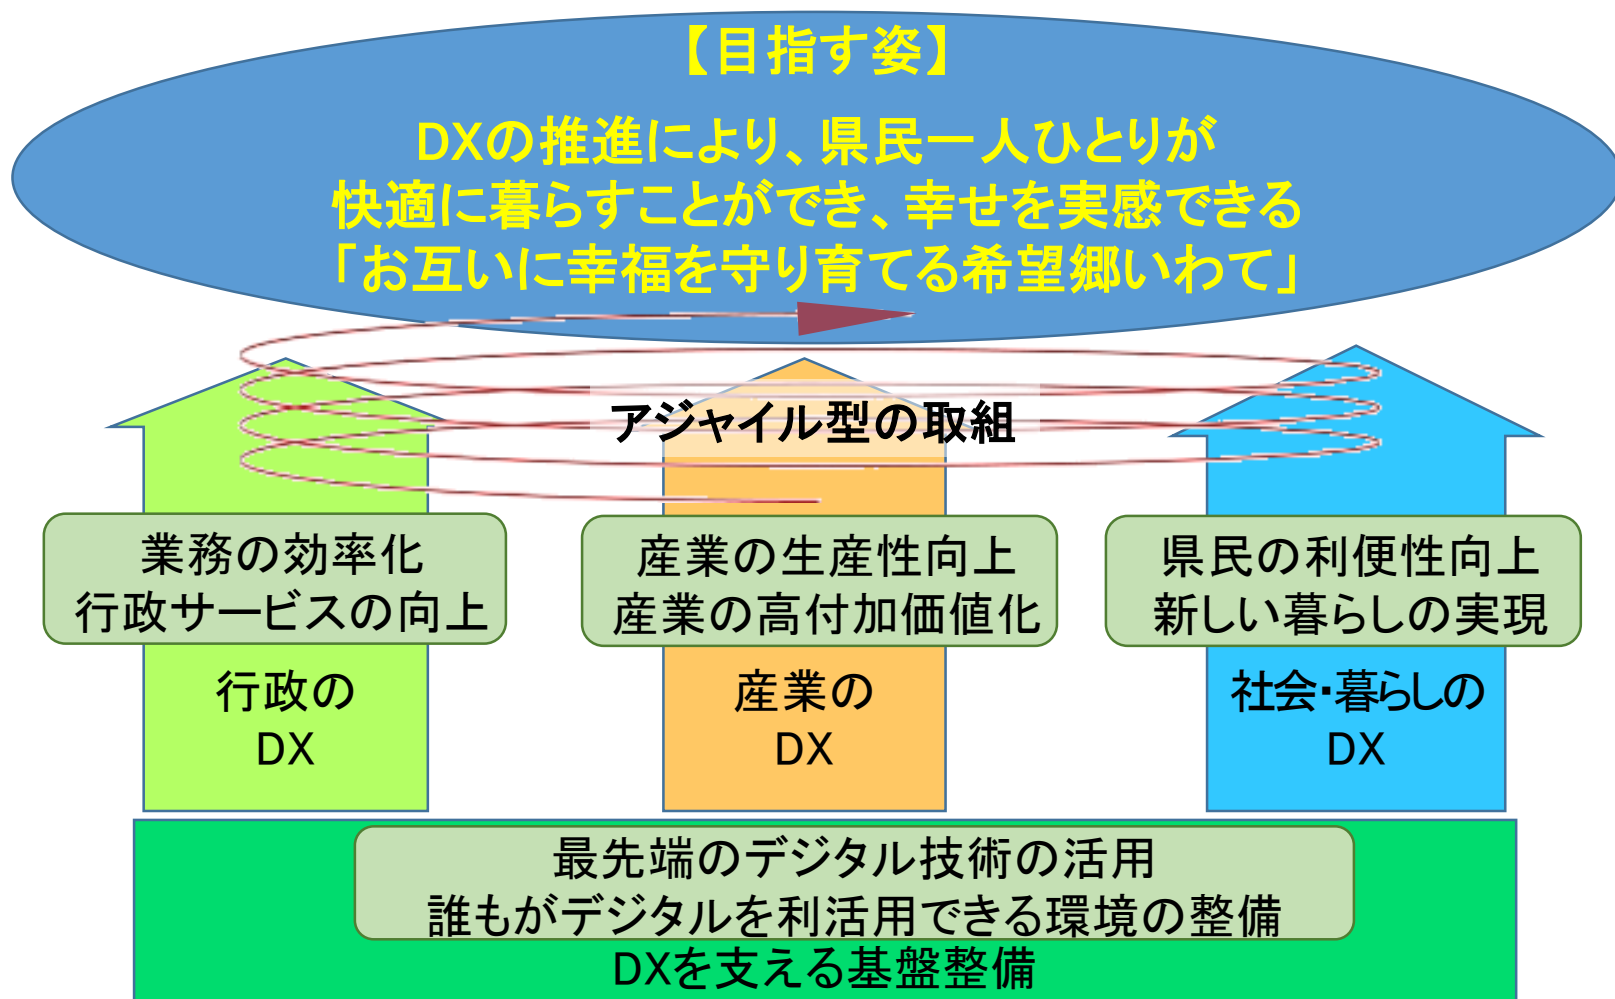 【目指す姿】
DXの推進により、県民一人ひとりが
快適に暮らすことができ、幸せを実感できる
「お互いに幸福を守り育てる希望郷いわて」
アジャイル型の取組
業務の効率化
行政サービスの向上
行政の
DX
産業の生産性向上
産業の高付加価値化
産業の
DX
県民の利便性向上
新しい暮らしの実現
社会・暮らしの
DX
最先端のデジタル技術の活用
誰もがデジタルを利活用できる環境の整備
DXを支える基盤整備